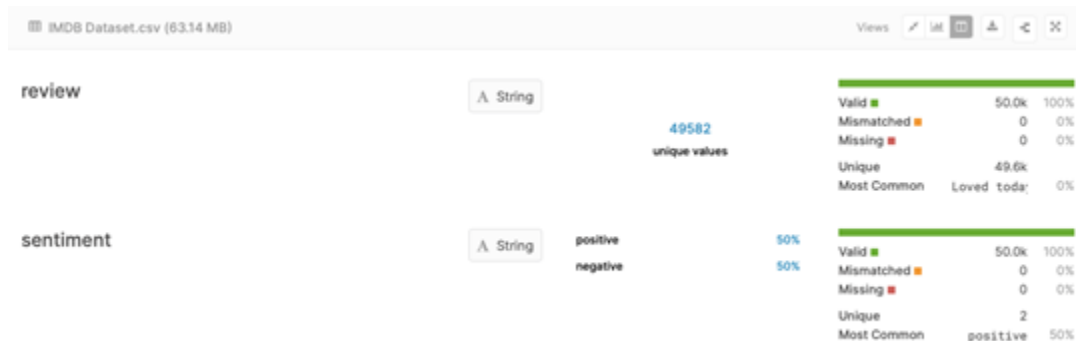 IMDB Dataset.csv (63.14 MB) Views
review
A String
49582
unique values
Valid 50.0k 100%
Mismatched 0 0%
Missing 0 0%
Unique 49.6k
Most Common Loved today 0%
sentiment
A String
positive 50%
negative 50%
Valid 50.0k 100%
Mismatched 0 0%
Missing 0 0%
Unique 2
Most Common positive 50%